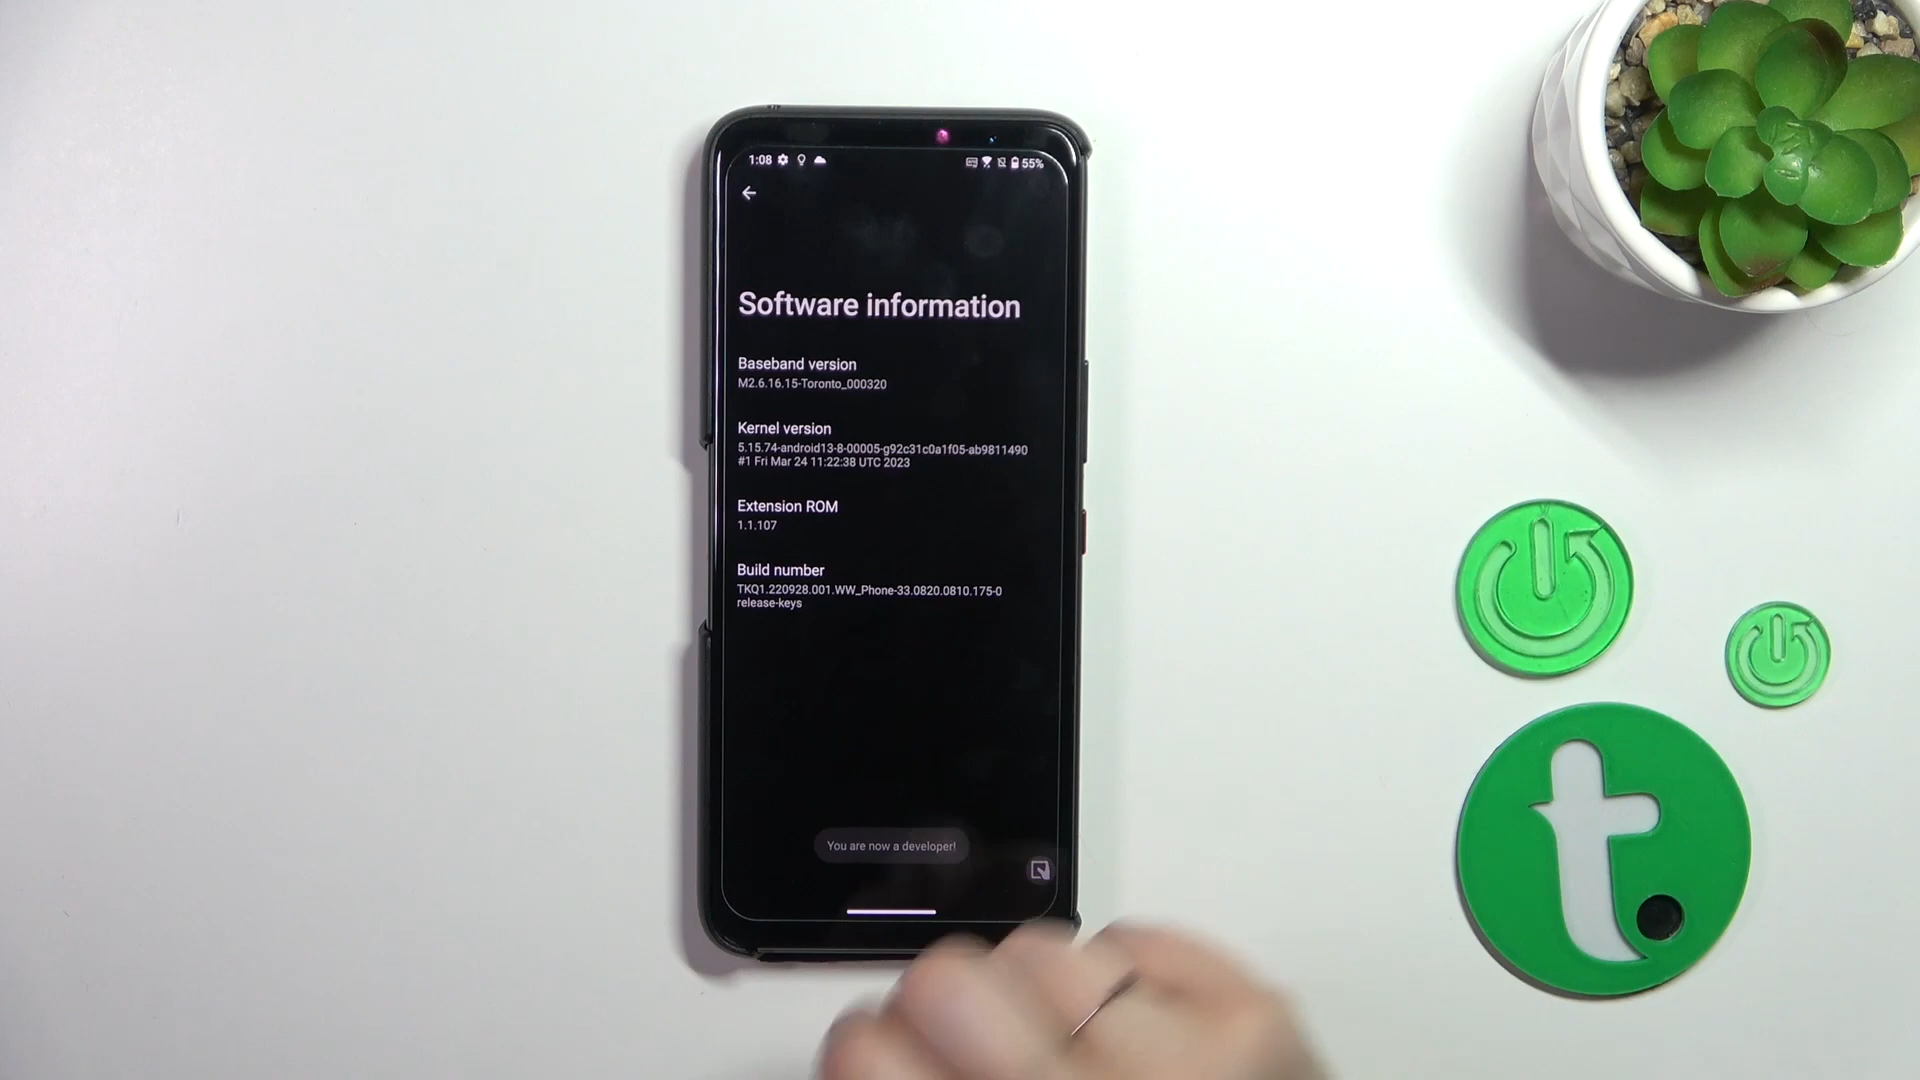 1:08 55%
Software information
Baseband version
M2.6.16.15-Toronto_000320
Kernel version
5.15.74-android13-8-00005-g92c31c0a1f05-ab9811490
#1 Fri Mar 24 11:22:38 UTC 2023
Extension ROM
1.1.107
Build number
TKQ1.220928.001.WW_Phone-33.0820.0810.175-0
release-keys
You are now a developer!
t